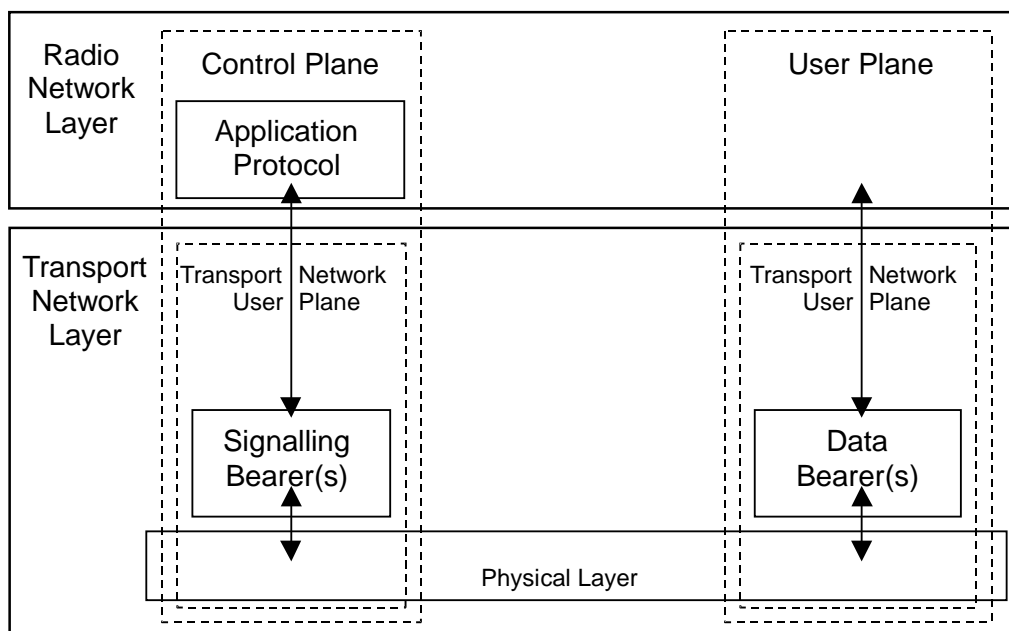 Radio
Network
Layer
Control Plane
User Plane
Application
Protocol
Transport
Network
Layer
Transport Network
User Plane
Transport Network
User Plane
Signalling
Bearer(s)
Data
Bearer(s)
Physical Layer